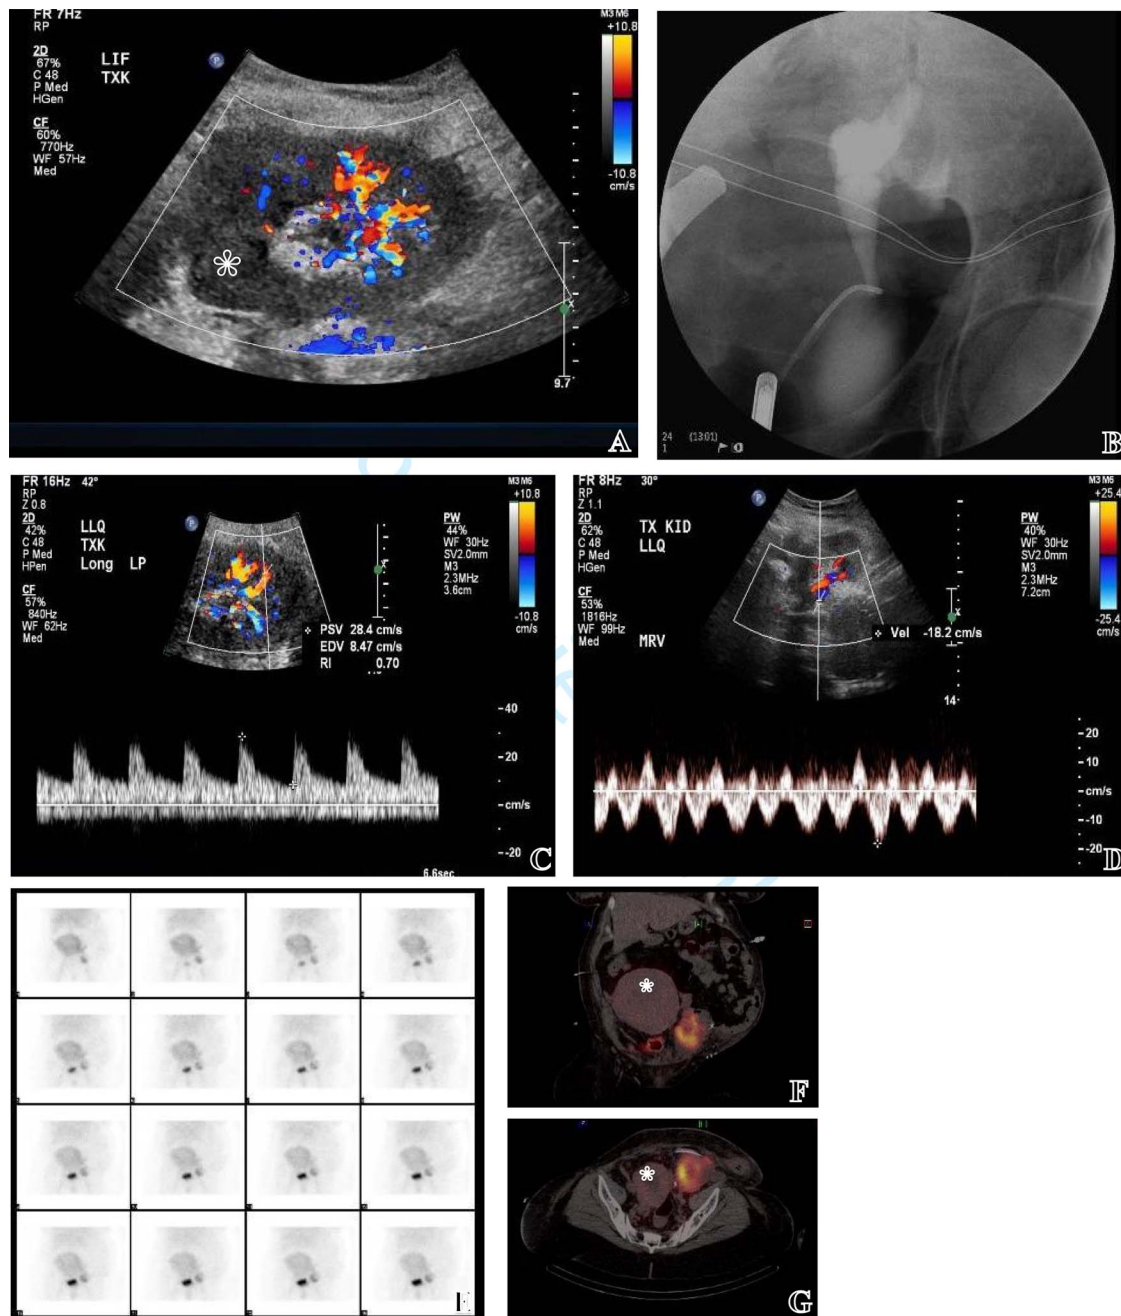 FR 7Hz
RP
2D
67%
C 48
P Med
HGen
CF
60%
770Hz
WF 57Hz
Med
LIF
TXK
P
M3 M6
+10.8
-10.8
cm/s
x
9.7
A
24 (13:01)
1
B
FR 16Hz 42°
RP
Z 0.8
2D
42%
C 48
P Med
HPen
CF
57%
840Hz
WF 62Hz
Med
LLQ
TXK
Long LP
P
PW
44%
WF 30Hz
SV2.0mm
M3
2.3MHz
3.6cm
M3 M6
+10.8
-10.8
cm/s
PSV 28.4 cm/s
EDV 8.47 cm/s
RI 0.70
40
20
cm/s
-20
6.6sec
C
FR 8Hz 30°
RP
Z 1.1
2D
62%
C 48
P Med
HGen
CF
53%
1816Hz
WF 99Hz
Med
TX KID
LLQ
MRV
P
PW
40%
WF 30Hz
SV2.0mm
M3
2.3MHz
7.2cm
M3 M6
+25.4
-25.4
cm/s
x
Vel -18.2 cm/s
14
20
10
cm/s
-10
-20
D
F
G